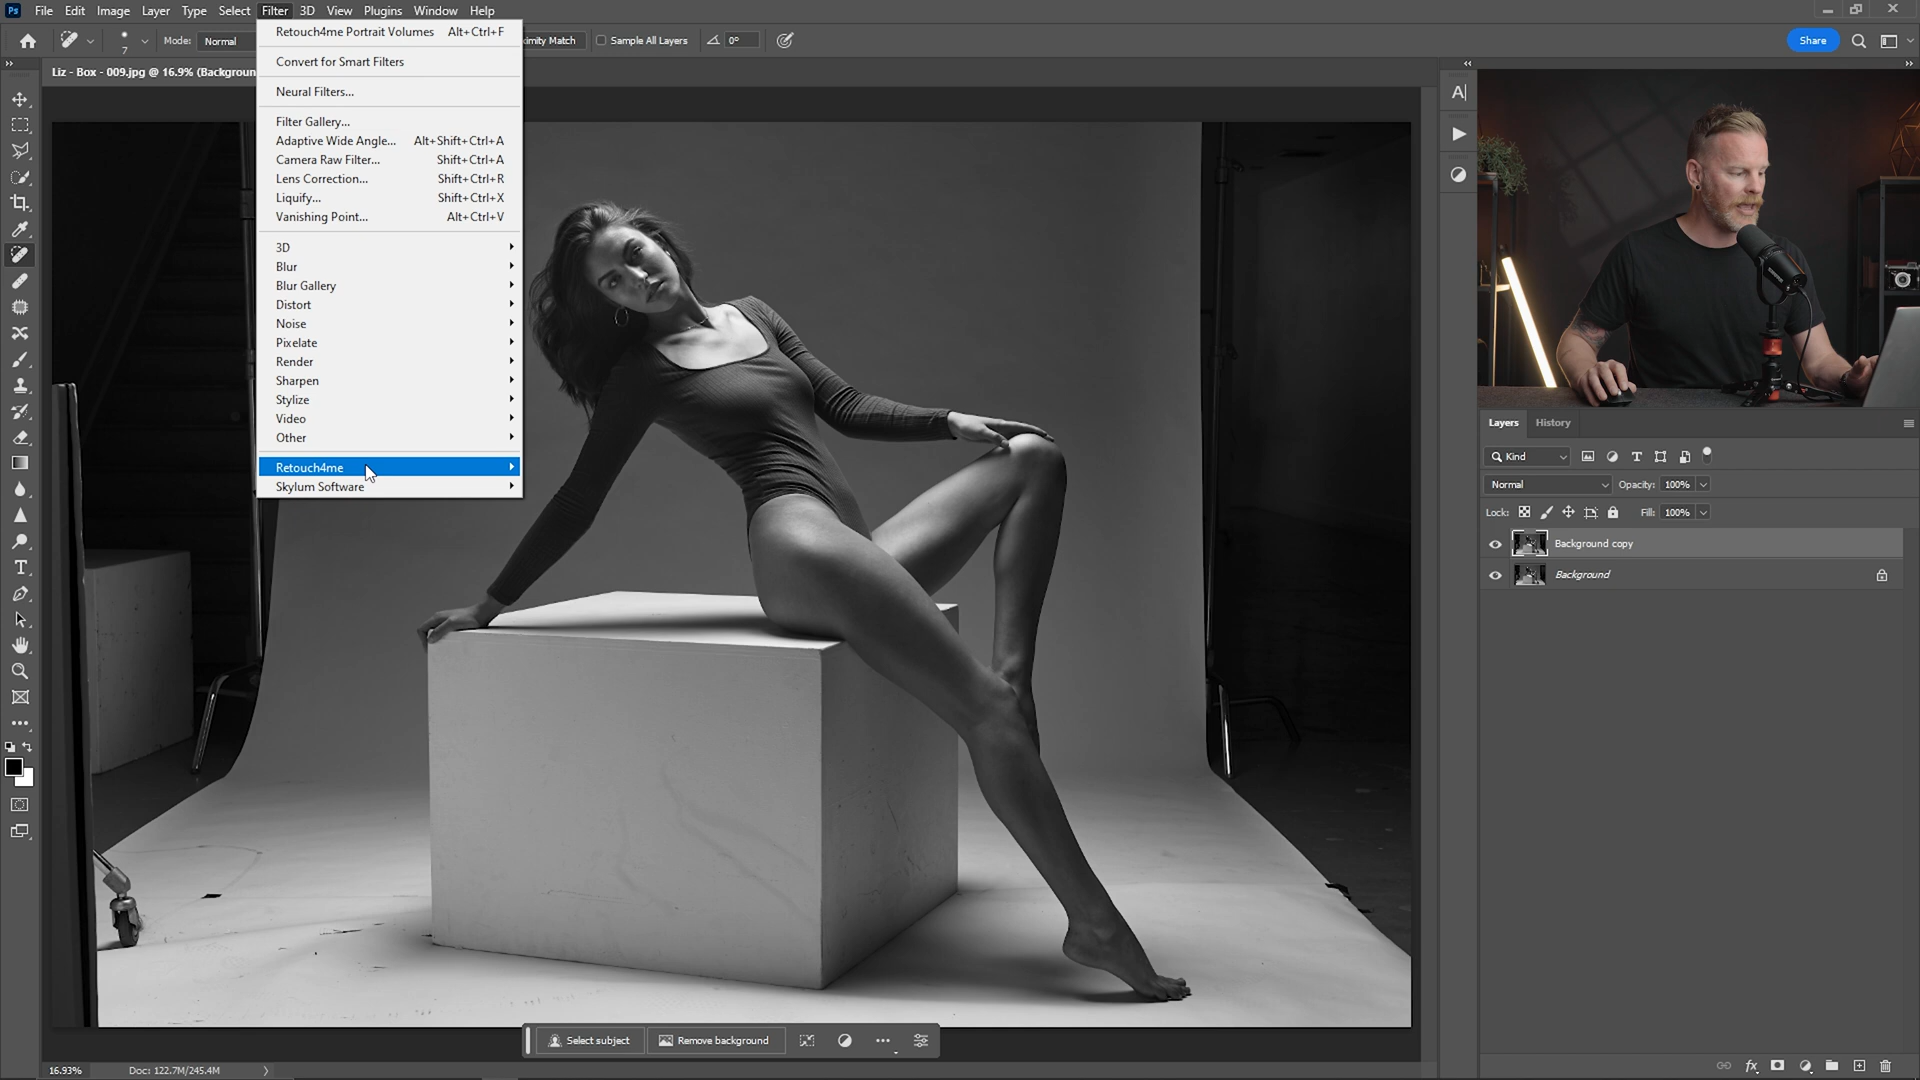 Ps File Edit Image Layer Type Select Filter 3D View Plugins Window Help
7 Mode: Normal
ximity Match Sample All Layers 0° Share
Liz - Box - 009.jpg @ 16.9% (Backgroun
Retouch4me Portrait Volumes Alt+Ctrl+F
Convert for Smart Filters
Neural Filters...
Filter Gallery...
Adaptive Wide Angle... Alt+Shift+Ctrl+A
Camera Raw Filter... Shift+Ctrl+A
Lens Correction... Shift+Ctrl+R
Liquify... Shift+Ctrl+X
Vanishing Point... Alt+Ctrl+V
3D
Blur
Blur Gallery
Distort
Noise
Pixelate
Render
Sharpen
Stylize
Video
Other
Retouch4me
Skylum Software
Layers History
Kind
Normal Opacity: 100%
Lock: Fill: 100%
Background copy
Background
Select subject Remove background
16.93% Doc: 122.7M/245.4M